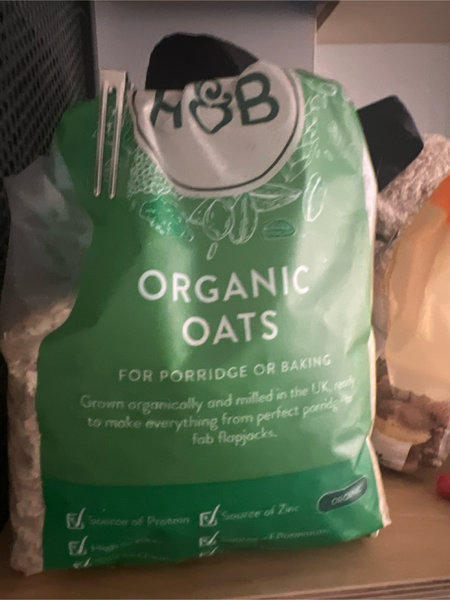 H&B
ORGANIC
OATS
FOR PORRIDGE OR BAKING
Grown organically and milled in the UK, ready
to make everything from perfect porridge
fab flapjacks.
Source of Protein
Source of Zinc
ORGANIC